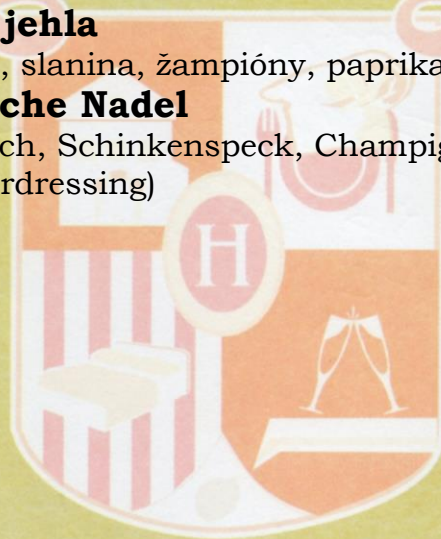 jehla
, slanina, žampióny, paprika
che Nadel
ch, Schinkenspeck, Champig
rdressing)
H